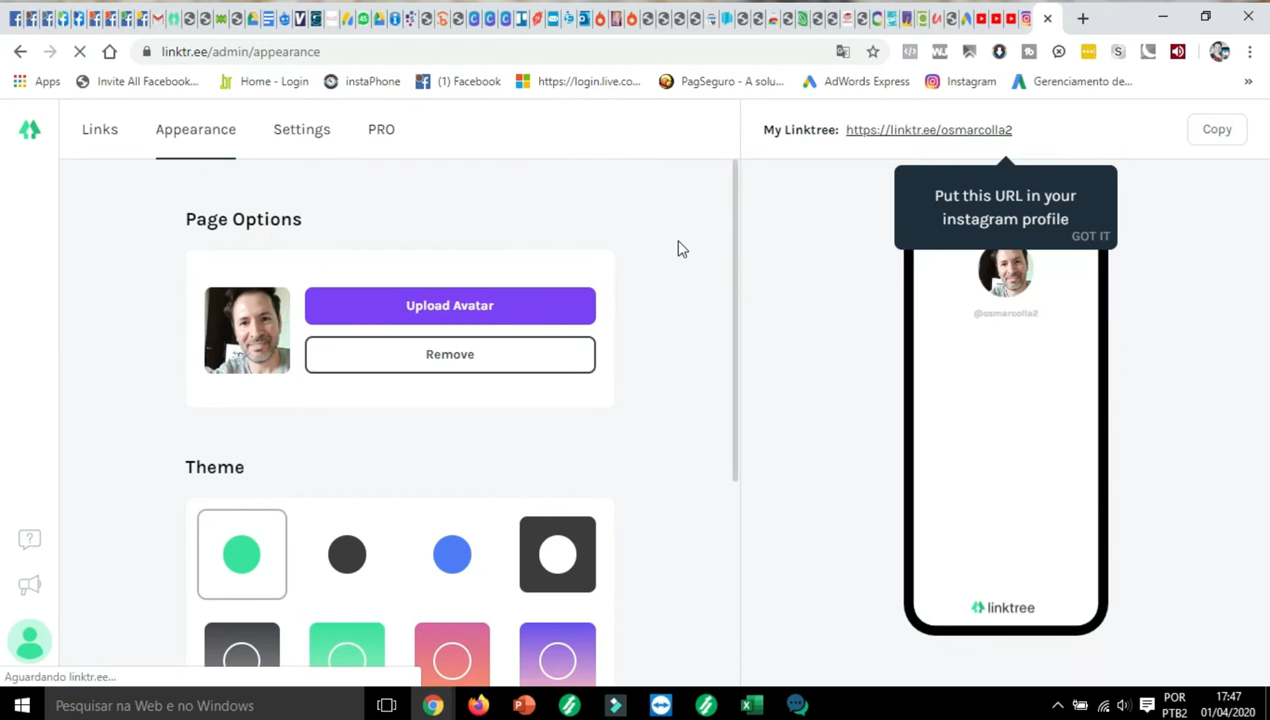 linktr.ee/admin/appearance
Apps
Invite All Facebook...
Home - Login
instaPhone
(1) Facebook
https://login.live.co...
PagSeguro - A solu...
AdWords Express
Instagram
Gerenciamento de...
»
Links
Appearance
Settings
PRO
My Linktree:
https://linktr.ee/osmarcolla2
Copy
Put this URL in your
instagram profile
GOT IT
Page Options
Upload Avatar
Remove
@osmarcolla2
Theme
linktree
Aguardando linktr.ee...
Pesquisar na Web e no Windows
POR
PTB2
17:47
01/04/2020